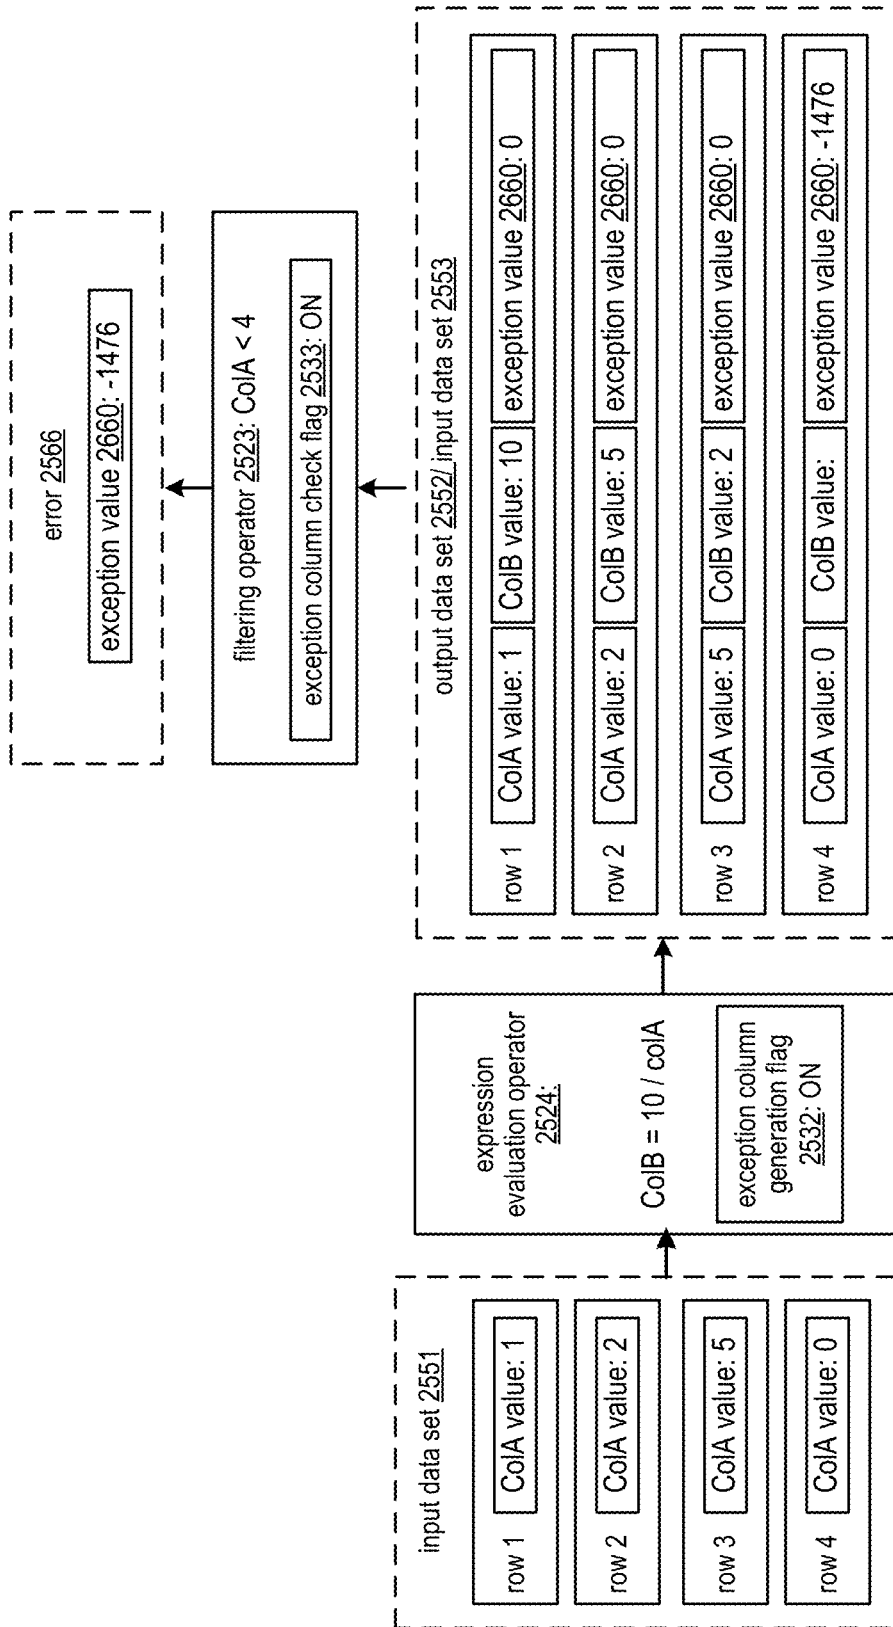 input data set 2551
row 1
ColA value: 1
row 2
ColA value: 2
row 3
ColA value: 5
row 4
ColA value: 0
expression
evaluation operator
2524:
ColB = 10 / colA
exception column
generation flag
2532: ON
output data set 2552/ input data set 2553
row 1
ColA value: 1
ColB value: 10
exception value 2660: 0
row 2
ColA value: 2
ColB value: 5
exception value 2660: 0
row 3
ColA value: 5
ColB value: 2
exception value 2660: 0
row 4
ColA value: 0
ColB value:
exception value 2660: -1476
filtering operator 2523: ColA < 4
exception column check flag 2533: ON
error 2566
exception value 2660: -1476